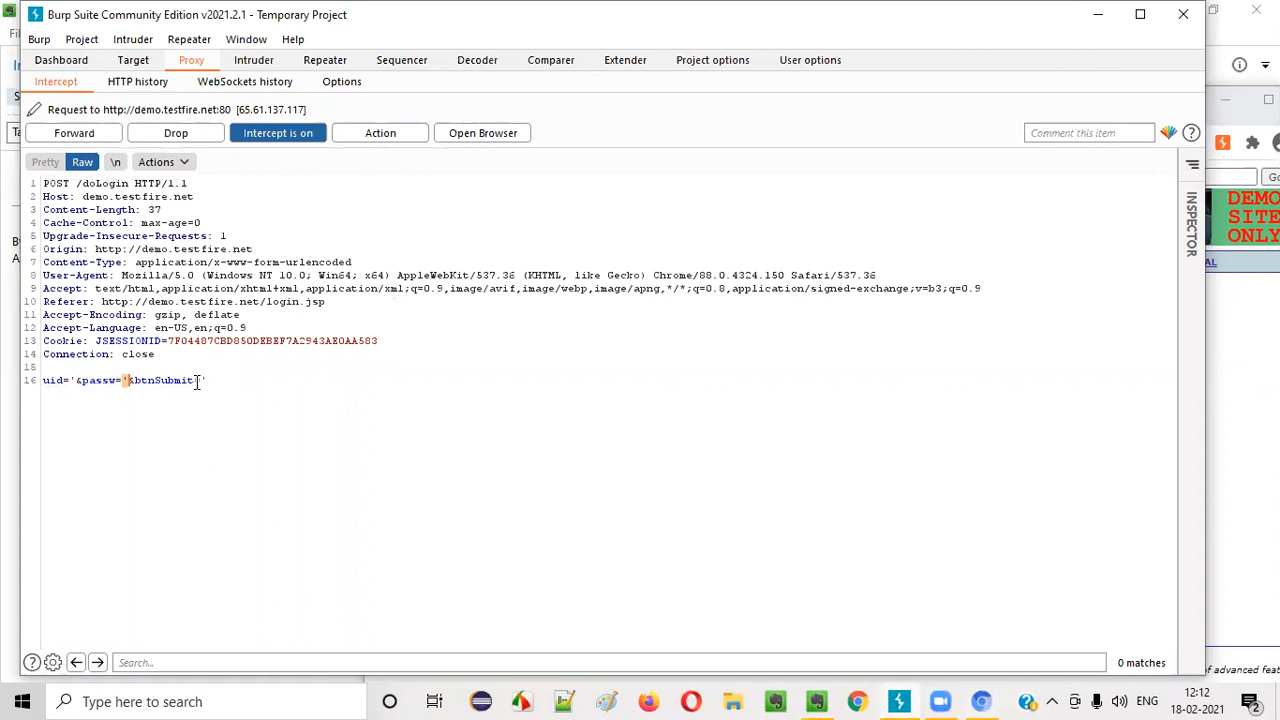 Burp Suite Community Edition v2021.2.1 - Temporary Project
Burp Project Intruder Repeater Window Help
Dashboard Target Proxy Intruder Repeater Sequencer Decoder Comparer Extender Project options User options
Intercept HTTP history WebSockets history Options
Request to http://demo.testfire.net:80 [65.61.137.117]
Forward Drop Intercept is on Action Open Browser Comment this item
Pretty Raw \n Actions
1 POST /doLogin HTTP/1.1
2 Host: demo.testfire.net
3 Content-Length: 37
4 Cache-Control: max-age=0
5 Upgrade-Insecure-Requests: 1
6 Origin: http://demo.testfire.net
7 Content-Type: application/x-www-form-urlencoded
8 User-Agent: Mozilla/5.0 (Windows NT 10.0; Win64; x64) AppleWebKit/537.36 (KHTML, like Gecko) Chrome/88.0.4324.150 Safari/537.36
9 Accept: text/html,application/xhtml+xml,application/xml;q=0.9,image/avif,image/webp,image/apng,*/*;q=0.8,application/signed-exchange;v=b3;q=0.9
10 Referer: http://demo.testfire.net/login.jsp
11 Accept-Encoding: gzip, deflate
12 Accept-Language: en-US,en;q=0.9
13 Cookie: JSESSIONID=7F04487CBD850DEBEF7A2943AE0AA583
14 Connection: close
15
16 uid='&passw='&btnSubmit='
INSPECTOR
Search...
0 matches
DEMO
SITE
ONLY
Type here to search
ENG
12:12
18-02-2021
2